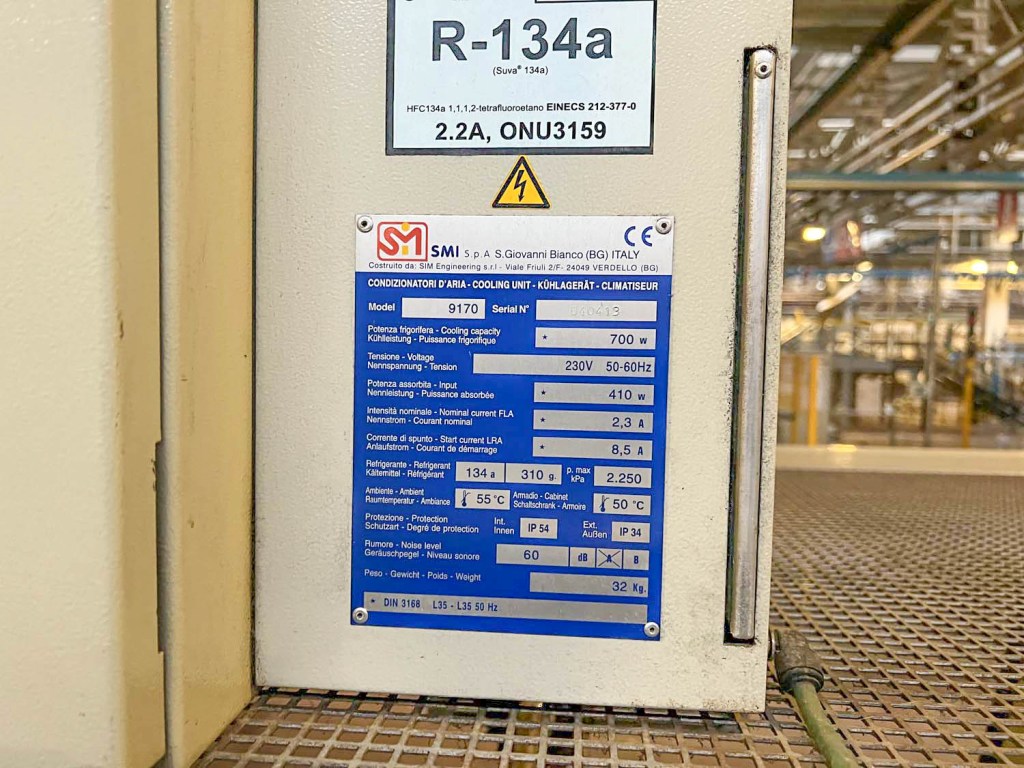 R-134a
(Suva® 134a)
HFC134a 1,1,1,2-tetrafluoroetano EINECS 212-377-0
2.2A, ONU3159
SMI SMI S.p.A S.Giovanni Bianco (BG) ITALY CE
Costruito da: SIM Engineering s.r.l - Viale Friuli 2/F- 24049 VERDELLO (BG)
CONDIZIONATORI D'ARIA - COOLING UNIT - KÜHLAGERÄT - CLIMATISEUR
Model 9170 Serial N°
Potenza frigorifera - Cooling capacity
Kühlleistung - Puissance frigorifique * 700 w
Tensione - Voltage
Nennspannung - Tension 230V 50-60Hz
Potenza assorbita - Input
Nennleistung - Puissance absorbée * 410 w
Intensità nominale - Nominal current FLA
Nennstrom - Courant nominal * 2,3 A
Corrente di spunto - Start current LRA
Anlaufstrom - Courant de démarrage * 8,5 A
Refrigerante - Refrigerant
Kältemittel - Réfrigérant 134 a 310 g. p. max kPa 2.250
Ambiente - Ambient
Raumtemperatur - Ambiance 55 °C Armadio - Cabinet
Schaltschrank - Armoire 50 °C
Protezione - Protection
Schutzart - Degré de protection Int. Innen IP 54 Ext. Außen IP 34
Rumore - Noise level
Geräuschpegel - Niveau sonore 60 dB A B
Peso - Gewicht - Poids - Weight 32 Kg.
* DIN 3168 L35 - L35 50 Hz